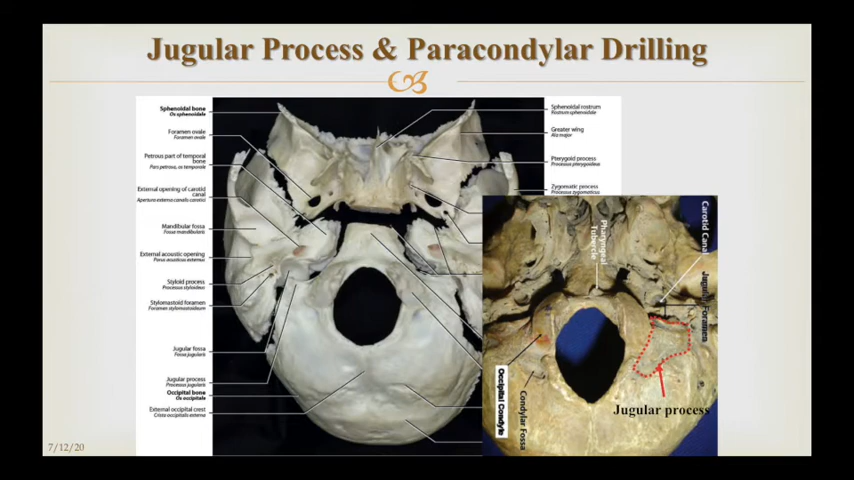 Jugular Process & Paracondylar Drilling
Sphenoidal bone
Os sphenoidale
Foramen ovale
Foramen ovale
Petrous part of temporal
bone
Pars petrosa, os temporale
External opening of carotid
canal
Apertura externa canalis carotici
Mandibular fossa
Fossa mandibularis
External acoustic opening
Porus acusticus externus
Styloid process
Processus styloideus
Stylomastoid foramen
Foramen stylomastoideum
Jugular fossa
Fossa jugularis
Jugular process
Processus jugularis
Occipital bone
Os occipitale
External occipital crest
Crista occipitalis externa
Sphenoidal rostrum
Rostrum sphenoidale
Greater wing
Ala major
Pterygoid process
Processus pterygoideus
Zygomatic process
Processus zygomaticus
Pharyngeal
Tubercle
Carotid Canal
Jugular Foramen
Occipital Condyle
Condylar Fossa
Jugular process
7/12/20